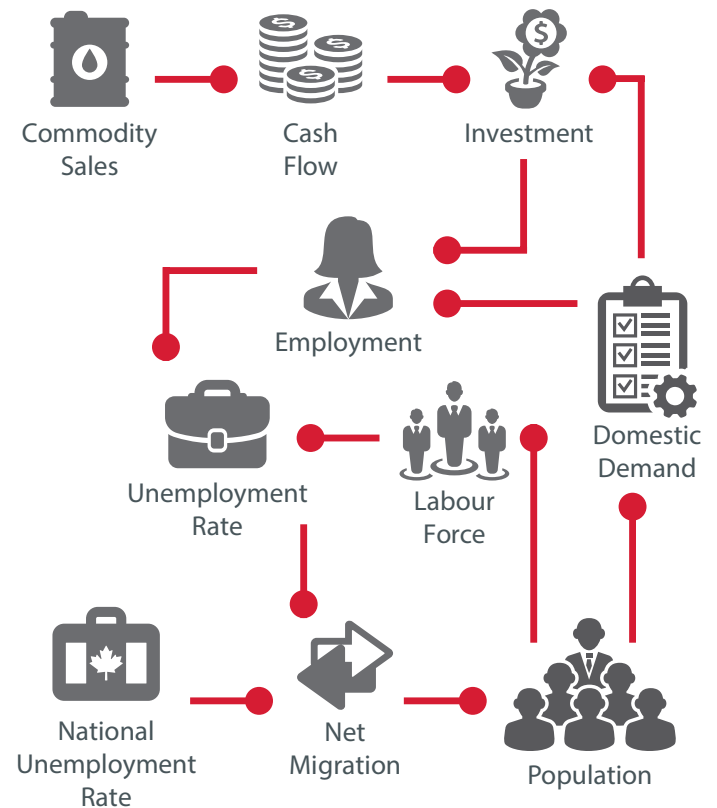 Commodity
Sales
Cash
Flow
Investment
Employment
Domestic
Demand
Unemployment
Rate
Labour
Force
National
Unemployment
Rate
Net
Migration
Population